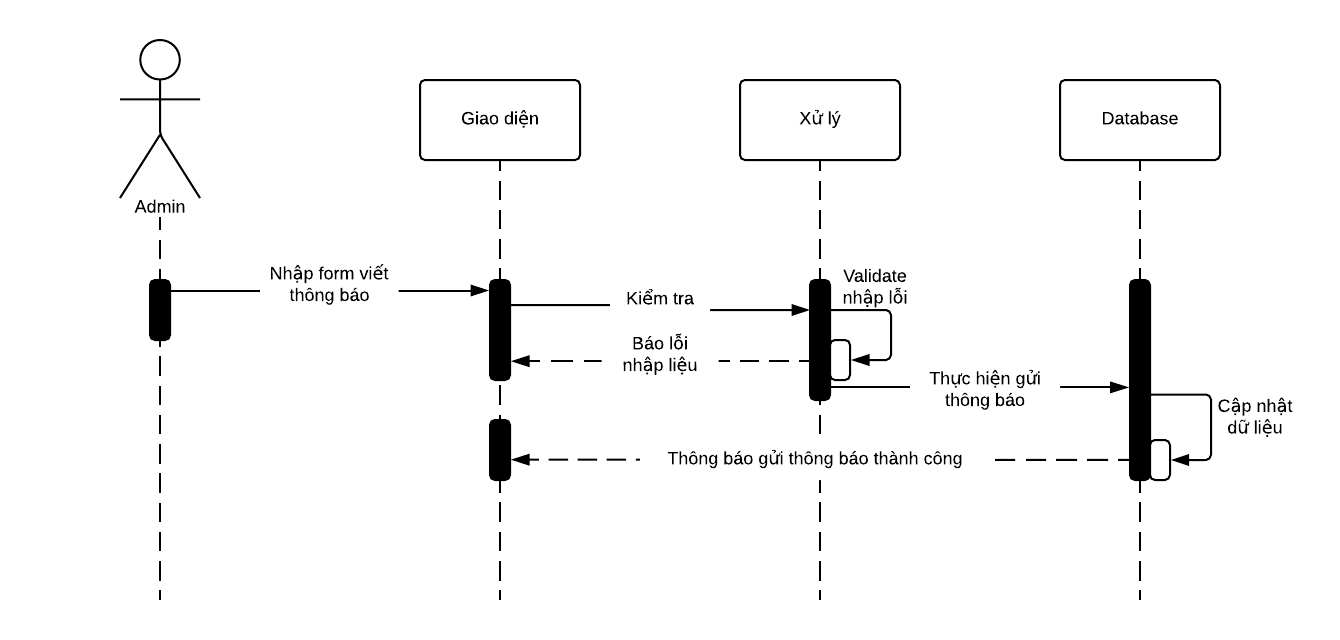 Giao diện
Xử lý
Database
Admin
Nhập form viết
thông báo
Kiểm tra
Validate
nhập lỗi
Báo lỗi
nhập liệu
Thực hiện gửi
thông báo
Cập nhật
dữ liệu
Thông báo gửi thông báo thành công